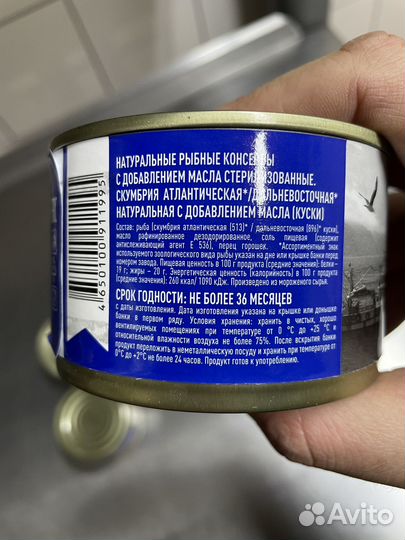 НАТУРАЛЬНЫЕ РЫБНЫЕ КОНСЕРВЫ
С ДОБАВЛЕНИЕМ МАСЛА СТЕРИЛИЗОВАННЫЕ.
СКУМБРИЯ АТЛАНТИЧЕСКАЯ*/ДАЛЬНЕВОСТОЧНАЯ*
НАТУРАЛЬНАЯ С ДОБАВЛЕНИЕМ МАСЛА (КУСКИ)
Состав: рыба (скумбрия атлантическая (513)* / дальневосточная (896)* куски),
масло рафинированное дезодорированное, соль пищевая (содержит
антислеживающий агент Е 536), перец горошек. *Ассортиментный знак
использованного зоологического вида рыбы указан на дне или крышке банки перед
номером завода. Пищевая ценность в 100 г продукта (средние значения): белки –
19 г; жиры – 20 г. Энергетическая ценность (калорийность) в 100 г продукта
(средние значения): 260 ккал/ 1090 кДж. Произведено из мороженого сырья.
СРОК ГОДНОСТИ: НЕ БОЛЕЕ 36 МЕСЯЦЕВ
с даты изготовления. Дата изготовления указана на крышке или донышке
банки в первом ряду. Условия хранения: хранить в чистых, хорошо
вентилируемых помещениях при температуре от 0 °С до +25 °С и
относительной влажности воздуха не более 75%. После вскрытия банки
продукт переложить в неметаллическую посуду и хранить при температуре от
0°С до +2°С не более 24 часов. Продукт готов к употреблению.
4 650100 911995
Avito